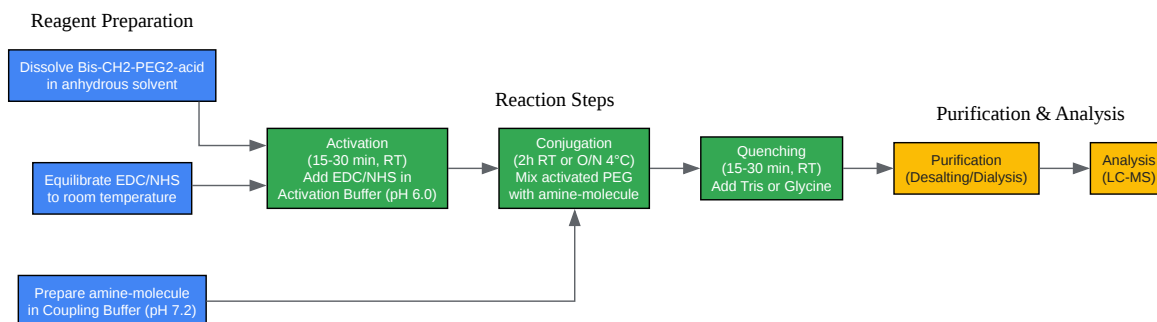 Reagent Preparation
Dissolve Bis-CH2-PEG2-acid
in anhydrous solvent
Equilibrate EDC/NHS
to room temperature
Prepare amine-molecule
in Coupling Buffer (pH 7.2)
Reaction Steps
Activation
(15-30 min, RT)
Add EDC/NHS in
Activation Buffer (pH 6.0)
Conjugation
(2h RT or O/N 4°C)
Mix activated PEG
with amine-molecule
Quenching
(15-30 min, RT)
Add Tris or Glycine
Purification & Analysis
Purification
(Desalting/Dialysis)
Analysis
(LC-MS)